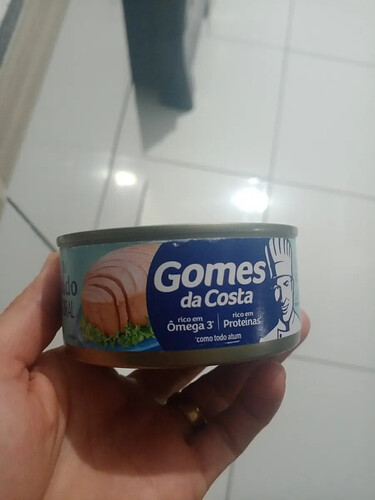 Gomes
da Costa
rico em
Ômega 3*
rico em
Proteínas*
*como todo atum